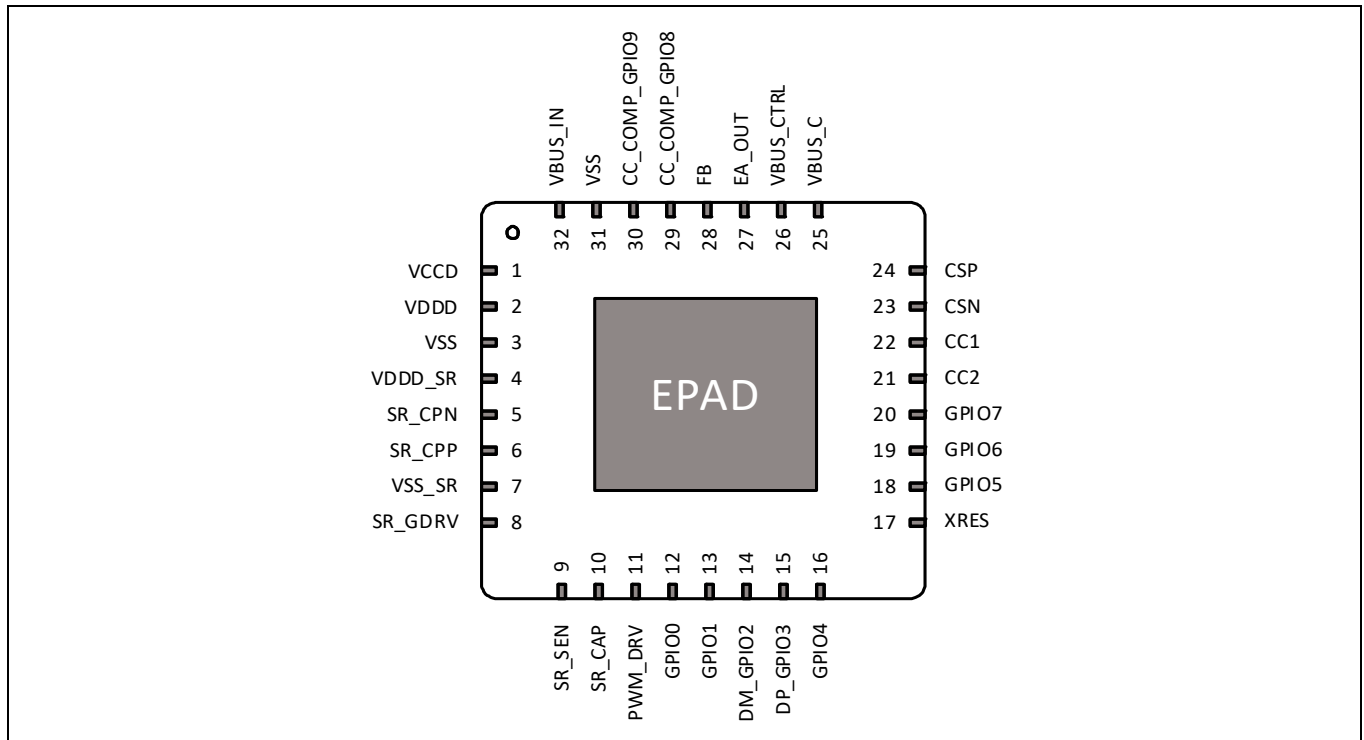 VBUS_IN
VSS
CC_COMP_GPIO9
CC_COMP_GPIO8
FB
EA_OUT
VBUS_CTRL
VBUS_C
32
31
30
29
28
27
26
25
VCCD 1
VDDD 2
VSS 3
VDDD_SR 4
SR_CPN 5
SR_CPP 6
VSS_SR 7
SR_GDRV 8
EPAD
24 CSP
23 CSN
22 CC1
21 CC2
20 GPIO7
19 GPIO6
18 GPIO5
17 XRES
9
10
11
12
13
14
15
16
SR_SEN
SR_CAP
PWM_DRV
GPIO0
GPIO1
DM_GPIO2
DP_GPIO3
GPIO4